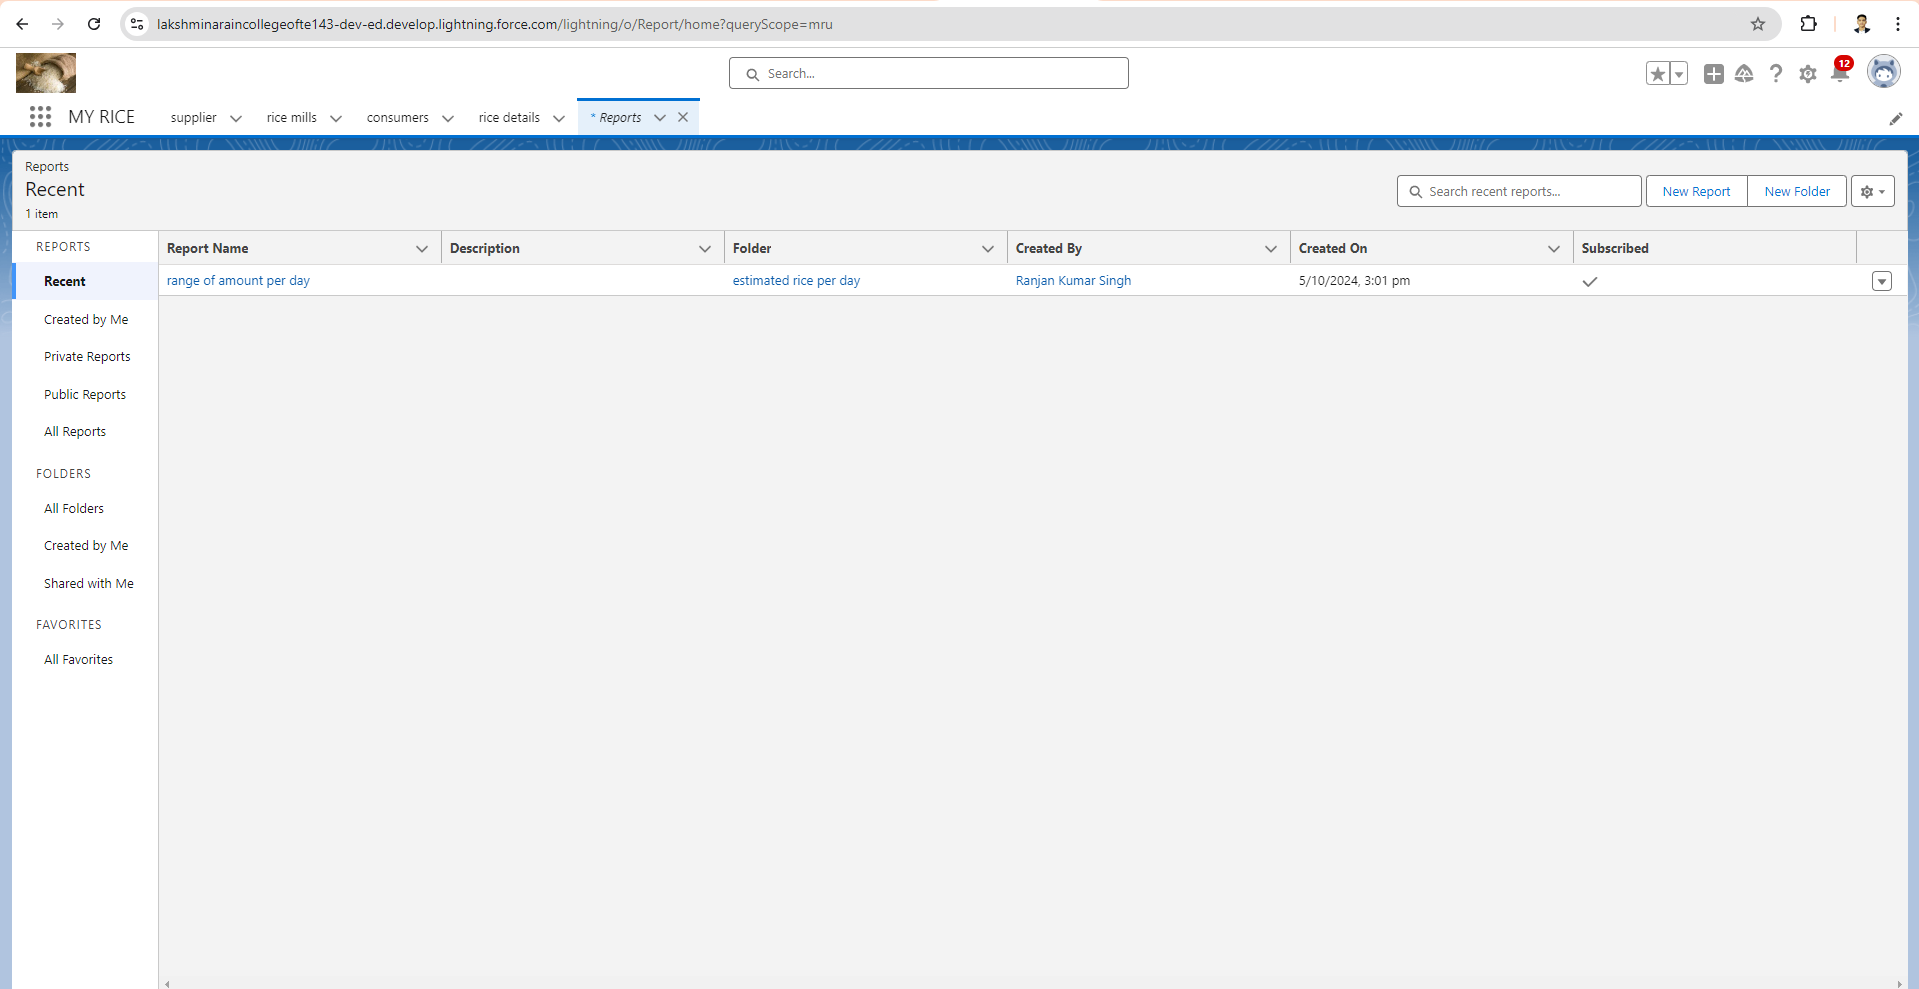 lakshminaraincollegeofte143-dev-ed.develop.lightning.force.com/lightning/o/Report/home?queryScope=mru
Search...
12
MY RICE
supplier
rice mills
consumers
rice details
* Reports
Reports
Recent
1 item
Search recent reports...
New Report
New Folder
REPORTS
Recent
Created by Me
Private Reports
Public Reports
All Reports
FOLDERS
All Folders
Created by Me
Shared with Me
FAVORITES
All Favorites
Report Name Description Folder Created By Created On Subscribed
range of amount per day estimated rice per day Ranjan Kumar Singh 5/10/2024, 3:01 pm